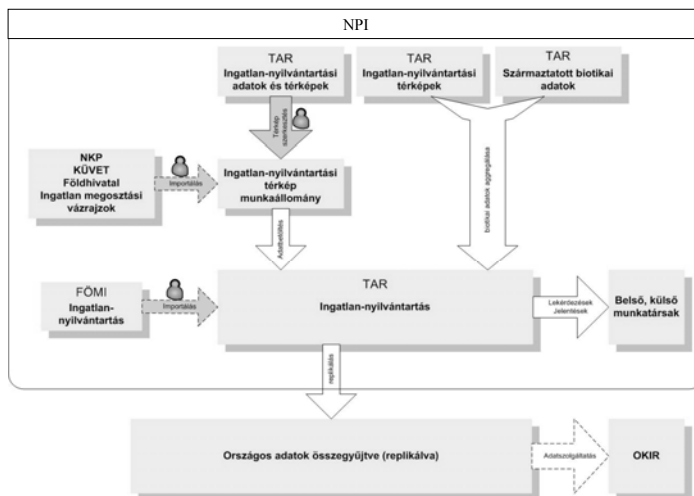 NPI
TAR
Ingatlan-nyilvántartási
adatok és térképek
TAR
Ingatlan-nyilvántartási
térképek
TAR
Származtatott biotikai
adatok
Térkép
szerkesztés
NKP
KÜVET
Földhivatal
Ingatlan megosztási
vázrajzok
Importálás
Ingatlan-nyilvántartási
térkép
munkaállomány
biotikai adatok aggregálása
Adatbetöltés
FÖMI
Ingatlan-
nyilvántartás
Importálás
TAR
Ingatlan-nyilvántartás
Lekérdezések
Jelentések
Belső, külső
munkatársak
replikálás
Országos adatok összegyűjtve (replikálva)
Adatszolgáltatás
OKIR